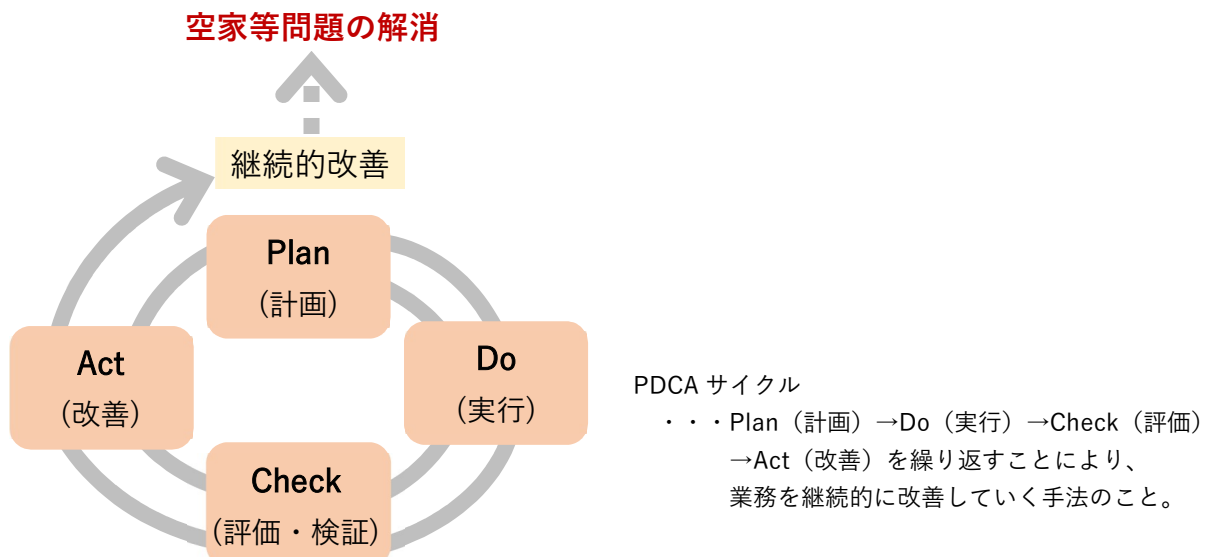 空家等問題の解消
継続的改善
Plan
(計画)
Do
(実行)
Check
(評価・検証)
Act
(改善)
PDCA サイクル
・・・Plan（計画）→Do（実行）→Check（評価）
→Act（改善）を繰り返すことにより、
業務を継続的に改善していく手法のこと。